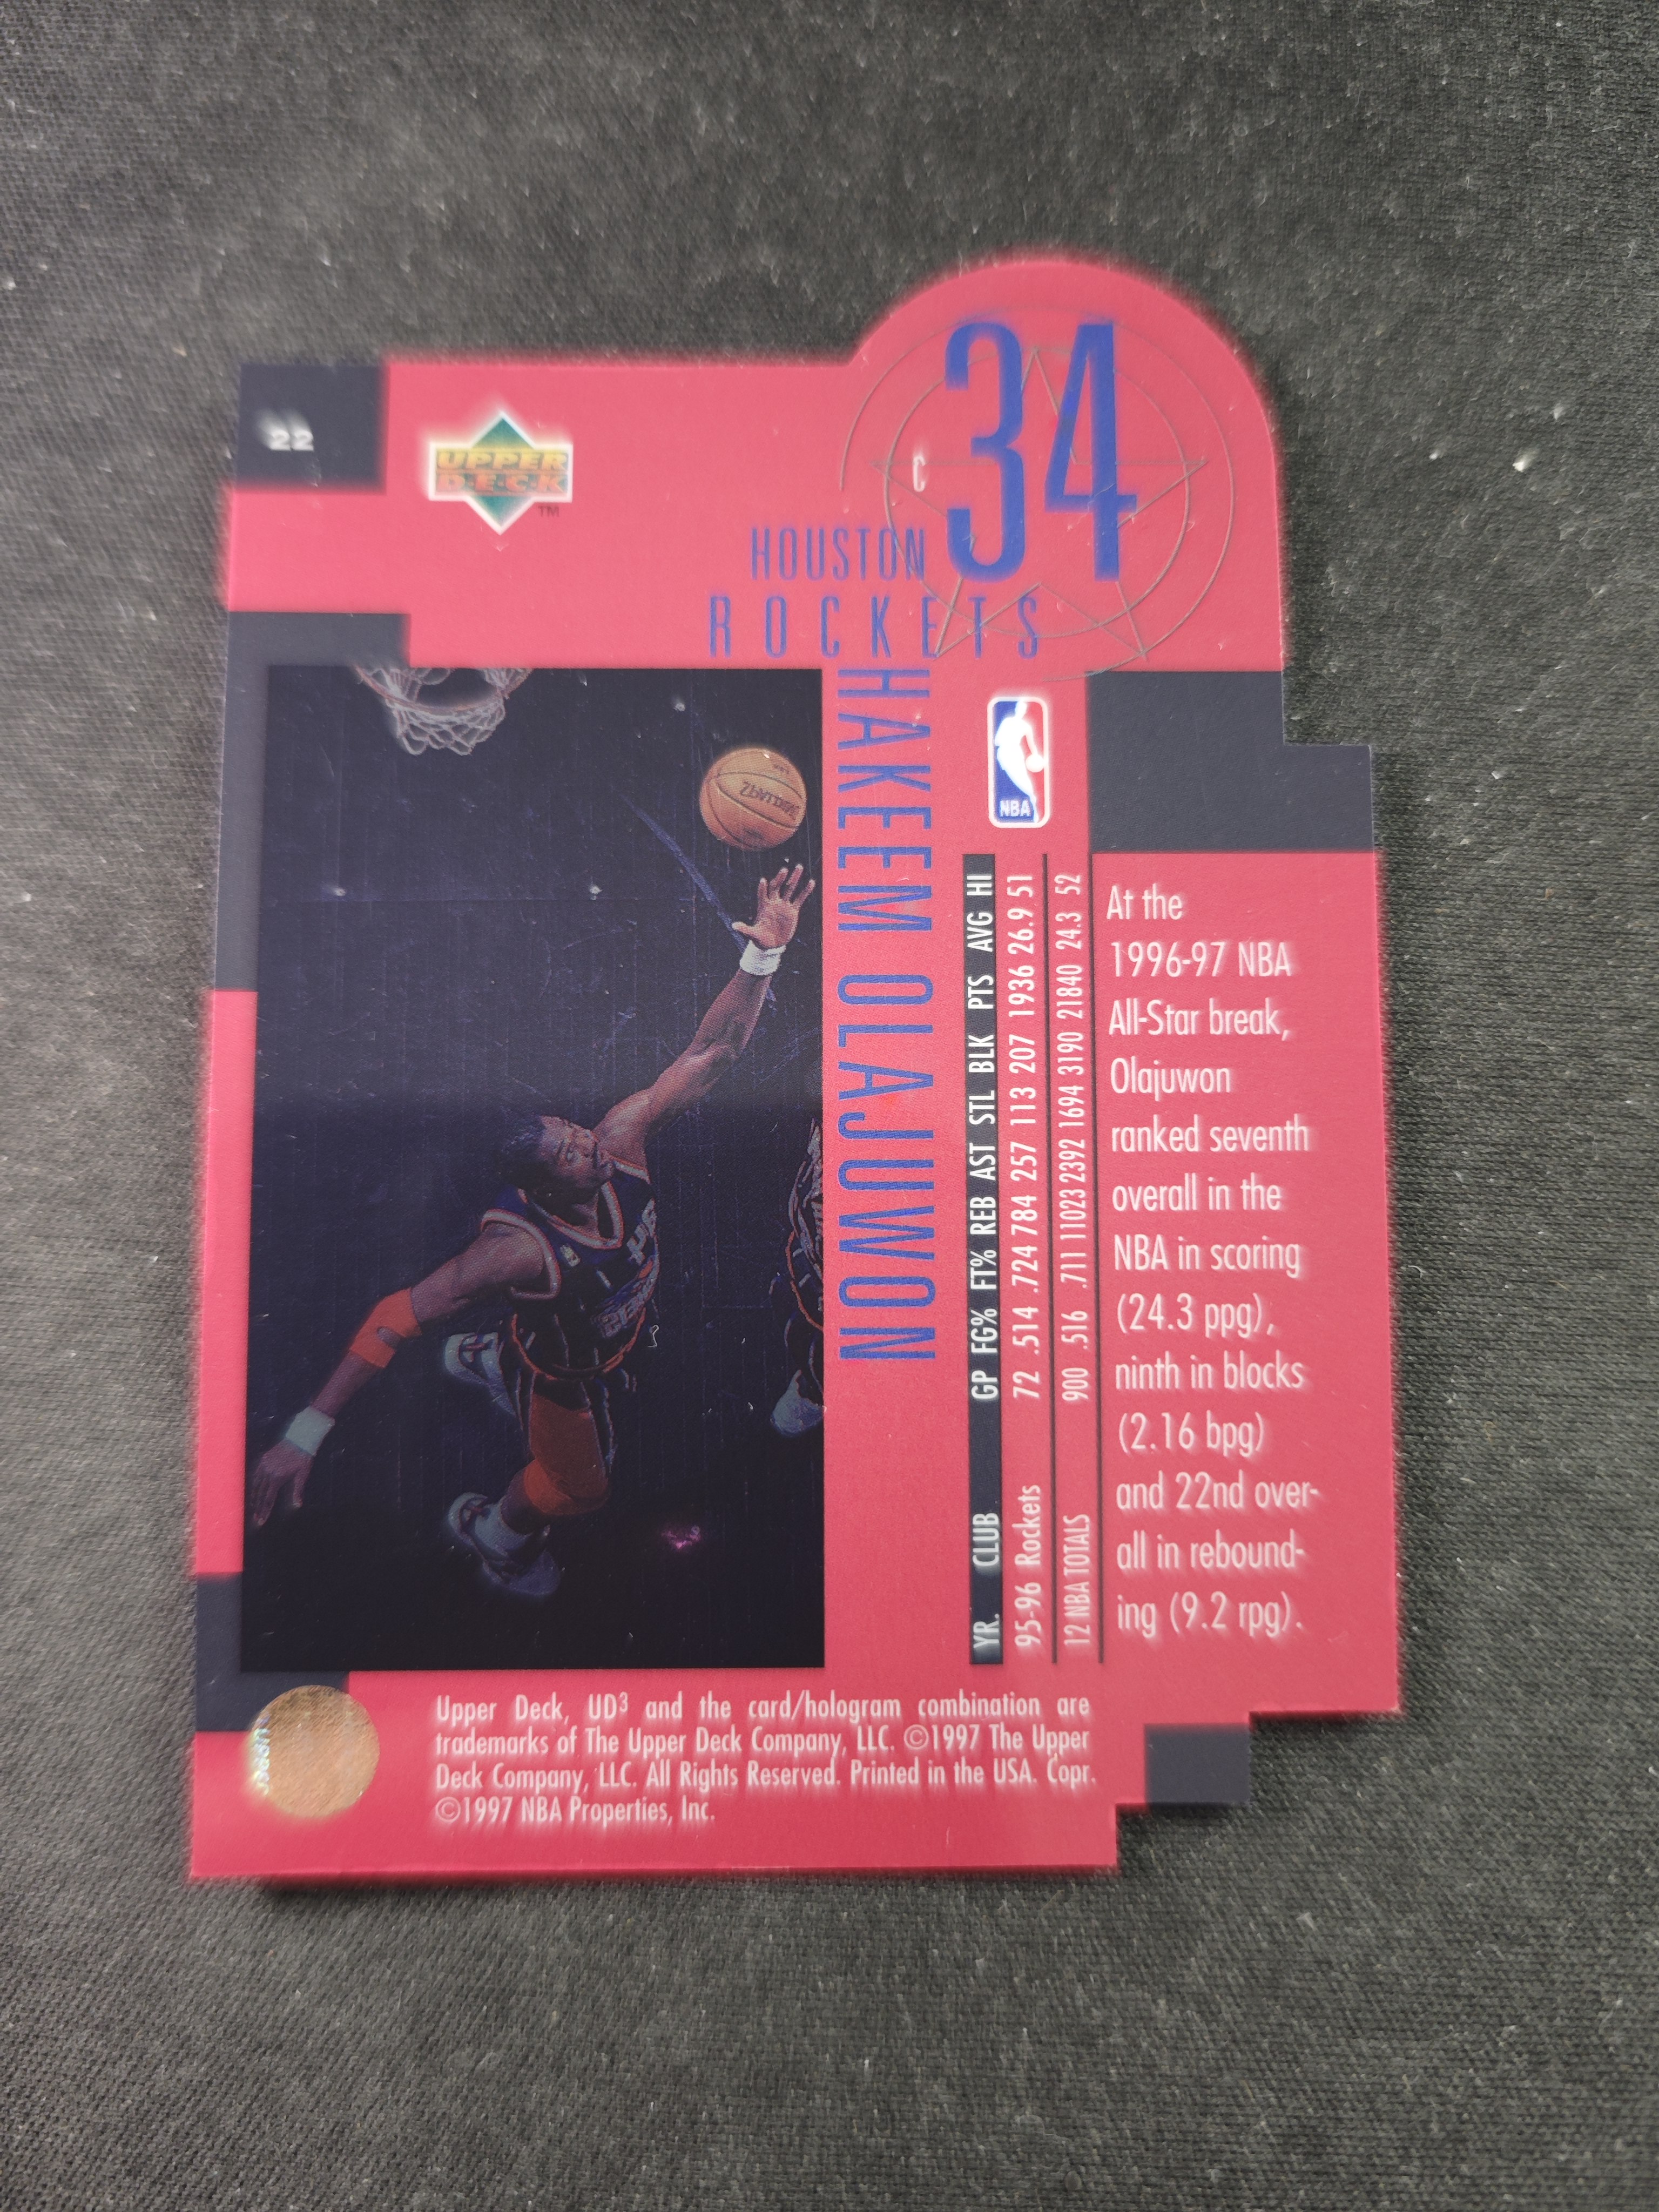 22
UPPER
DECK
TM
C
34
HOUSTON
ROCKETS
HAKEEM OLAJUWON
NBA
YR. CLUB GP FG% FT% REB AST STL BLK PTS AVG HI
95-96 Rockets 72 .514 .724 784 257 113 207 1936 26.9 51
12 NBA TOTALS 900 .516 .711 11023 2392 1694 3190 21840 24.3 52
At the
1996-97 NBA
All-Star break,
Olajuwon
ranked seventh
overall in the
NBA in scoring
(24.3 ppg),
ninth in blocks
(2.16 bpg)
and 22nd over-
all in rebound-
ing (9.2 rpg).
Upper Deck, UD³ and the card/hologram combination are
trademarks of The Upper Deck Company, LLC. ©1997 The Upper
Deck Company, LLC. All Rights Reserved. Printed in the USA. Copr.
©1997 NBA Properties, Inc.